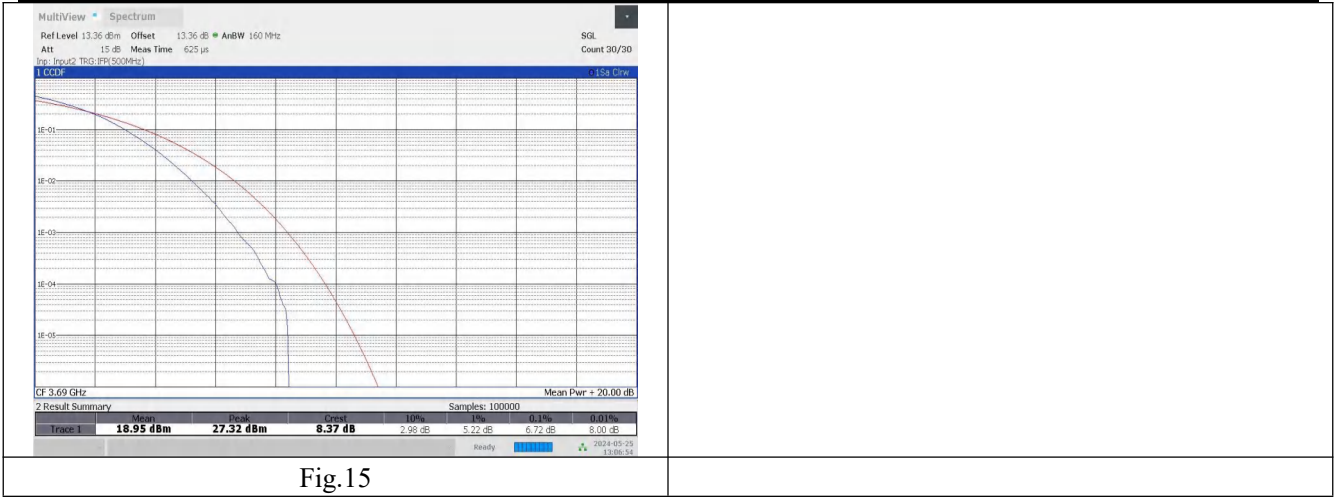 MultiView Spectrum
Ref Level 13.36 dBm Offset 13.36 dB AnBW 160 MHz SGL
Att 15 dB Meas Time 625 µs Count 30/30
Inp: Input2 TRG:IFP(500MHz)
1 CCDF 1Sa Clrw
1E-01
1E-02
1E-03
1E-04
1E-05
CF 3.69 GHz Mean Pwr + 20.00 dB
2 Result Summary Samples: 100000
Mean Peak Crest 10% 1% 0.1% 0.01%
Trace 1 18.95 dBm 27.32 dBm 8.37 dB 2.98 dB 5.22 dB 6.72 dB 8.00 dB
Ready 2024-05-25
13:06:54
Fig.15